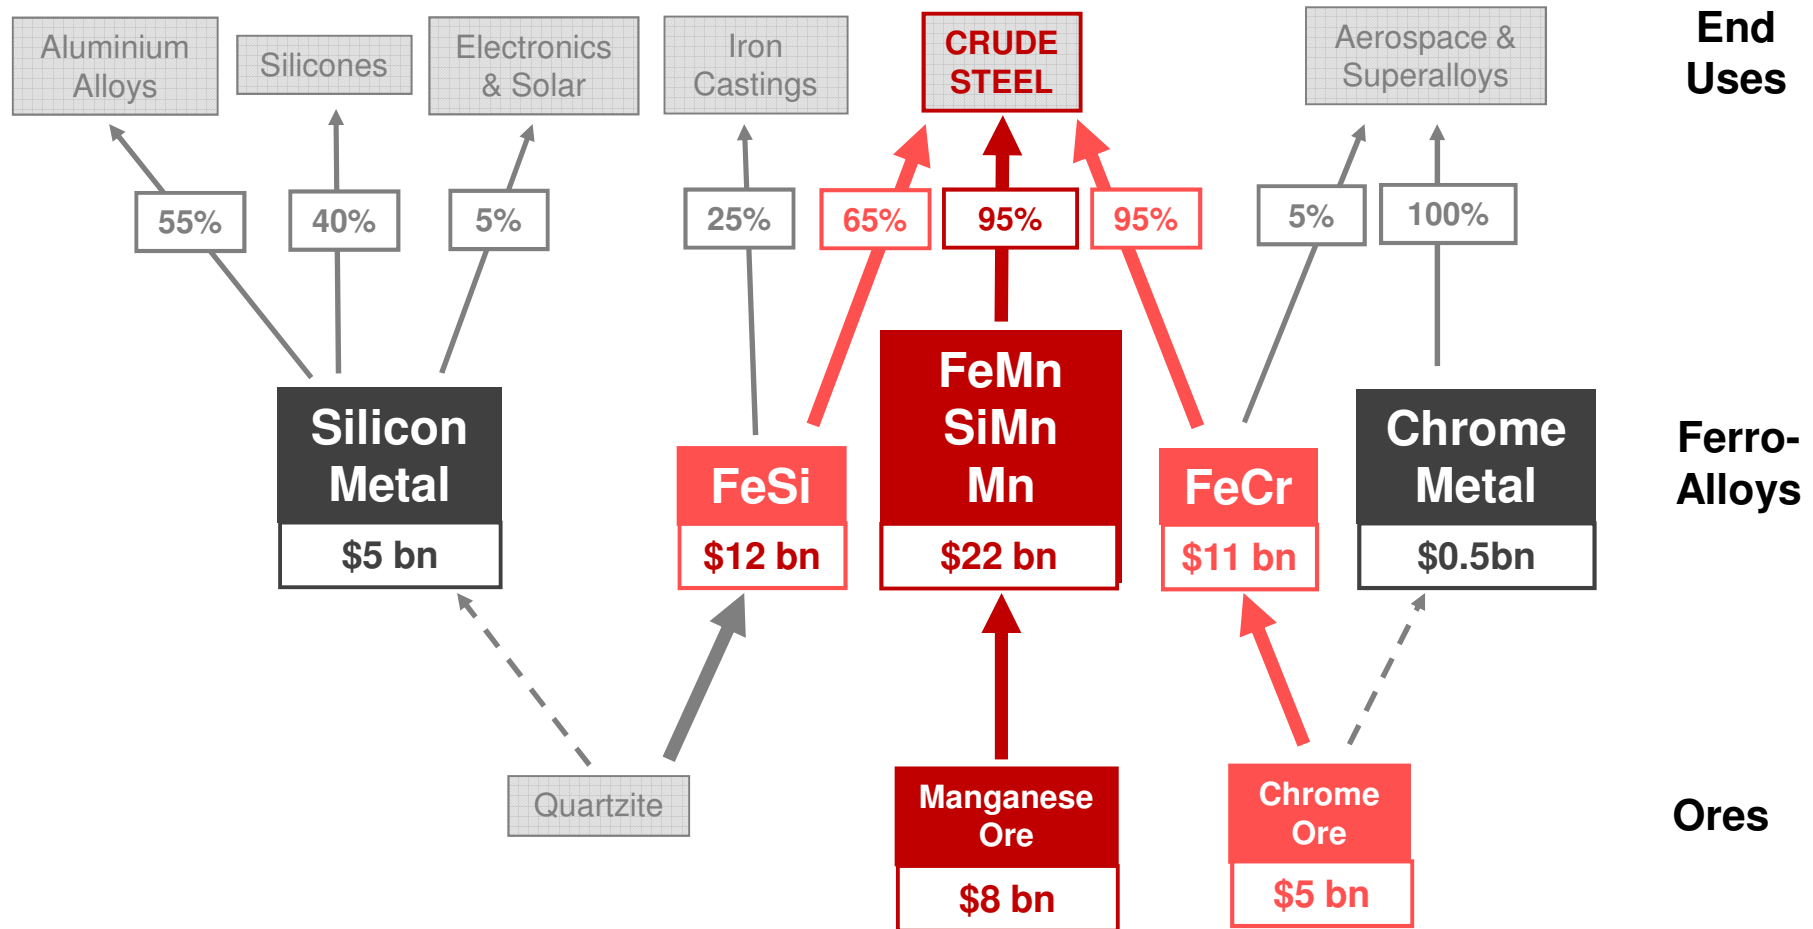 Aluminium
Alloys
Silicones
Electronics
& Solar
Iron
Castings
CRUDE
STEEL
Aerospace &
Superalloys
End
Uses
55%
40%
5%
25%
65%
95%
95%
5%
100%
Silicon
Metal
$5 bn
FeSi
$12 bn
FeMn
SiMn
Mn
$22 bn
FeCr
$11 bn
Chrome
Metal
$0.5bn
Ferro-
Alloys
Quartzite
Manganese
Ore
$8 bn
Chrome
Ore
$5 bn
Ores